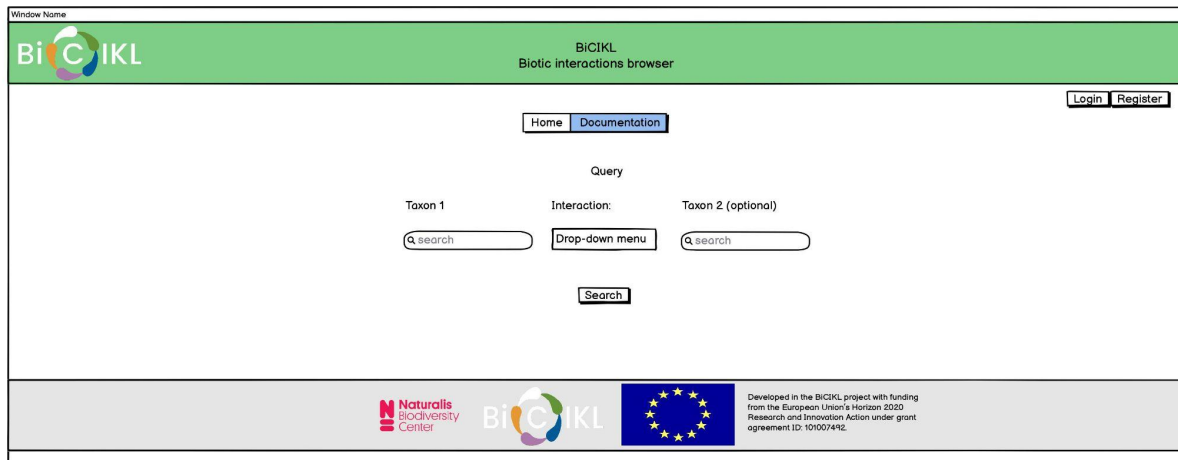 Window Name
BiCIKL
BiCIKL
Biotic interactions browser
Login Register
Home Documentation
Query
Taxon 1 Interaction: Taxon 2 (optional)
search Drop-down menu search
Search
Naturalis
Biodiversity
Center
BiCIKL
Developed in the BiCIKL project with funding
from the European Union's Horizon 2020
Research and Innovation Action under grant
agreement ID: 101007492.